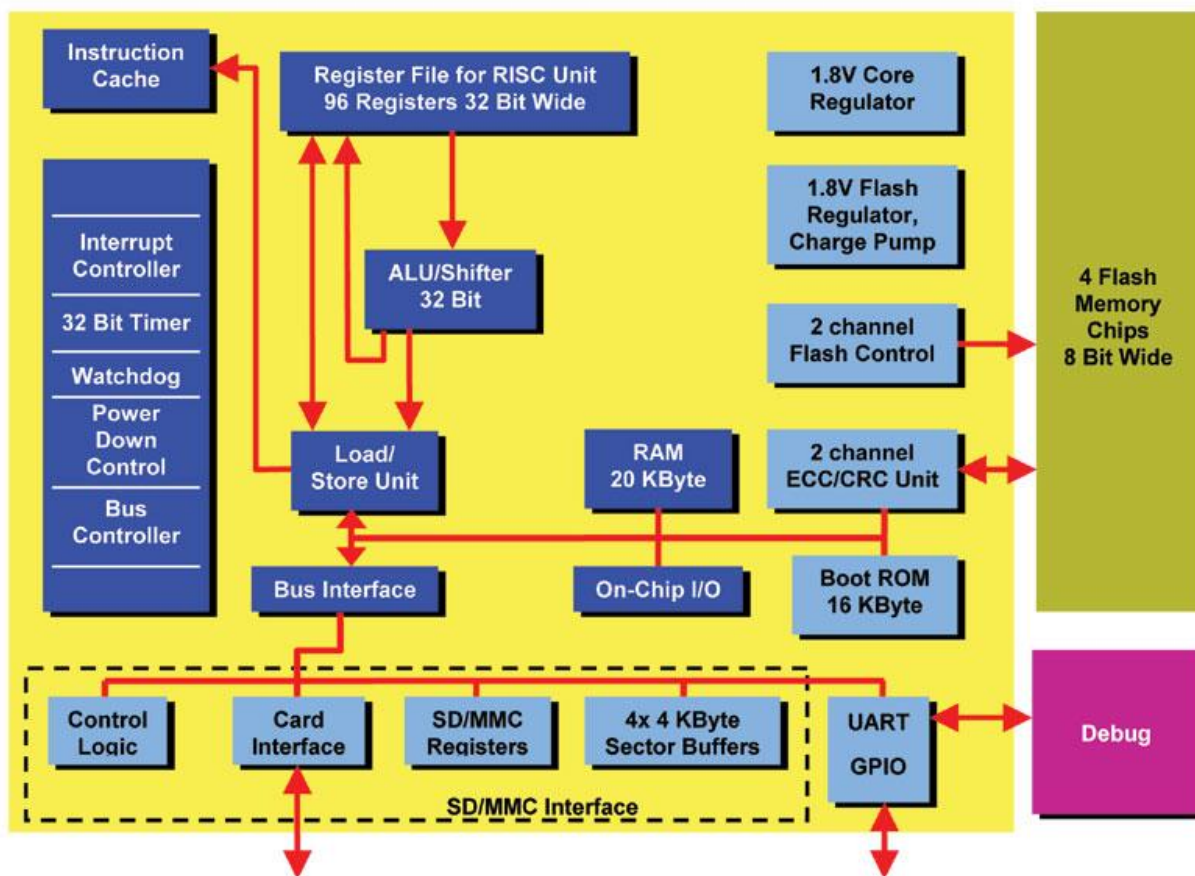 Instruction
Cache
Register File for RISC Unit
96 Registers 32 Bit Wide
1.8V Core
Regulator
1.8V Flash
Regulator,
Charge Pump
Interrupt
Controller
32 Bit Timer
Watchdog
Power
Down
Control
Bus
Controller
ALU/Shifter
32 Bit
2 channel
Flash Control
4 Flash
Memory
Chips
8 Bit Wide
Load/
Store Unit
RAM
20 KByte
2 channel
ECC/CRC Unit
Bus Interface
On-Chip I/O
Boot ROM
16 KByte
Control
Logic
Card
Interface
SD/MMC
Registers
4x 4 KByte
Sector Buffers
UART
GPIO
Debug
SD/MMC Interface